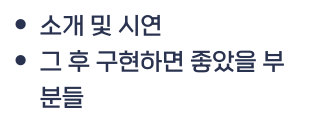 • 소개 및 시연
• 그 후 구현하면 좋았을 부
분들